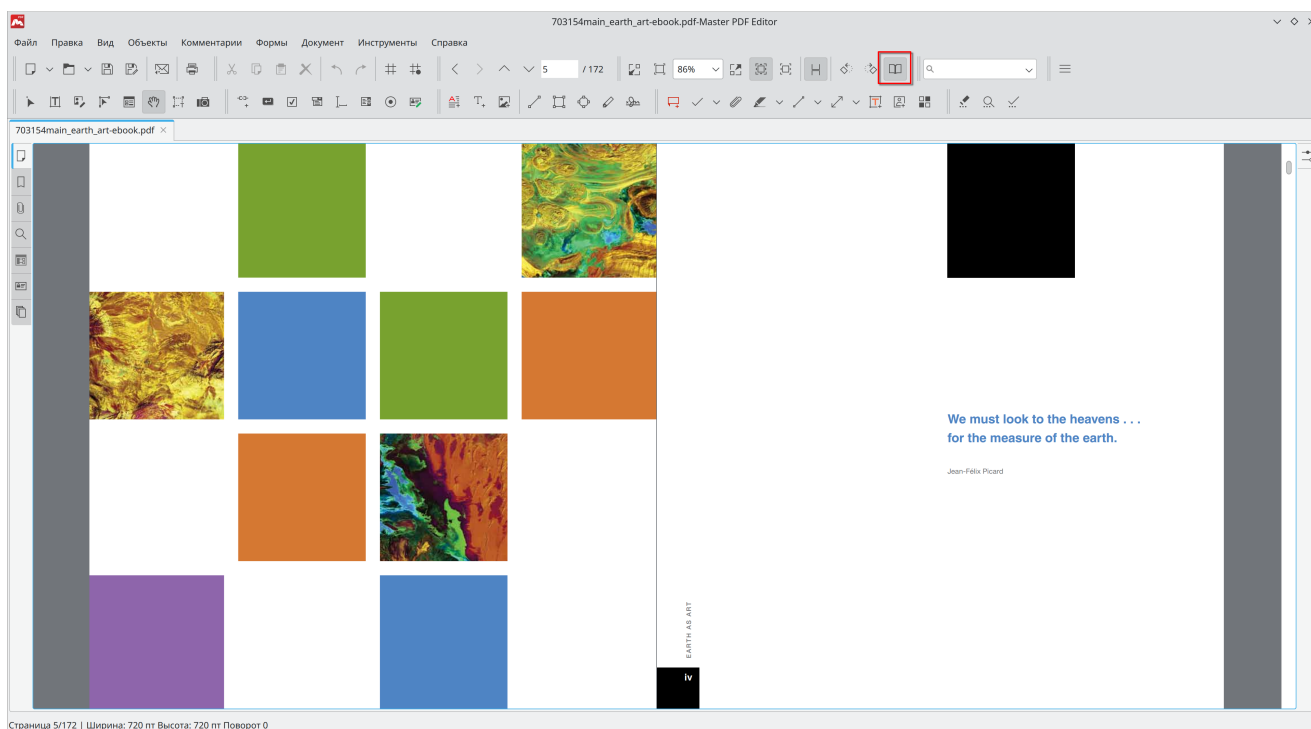 703154main_earth_art-ebook.pdf-Master PDF Editor
Файл Правка Вид Объекты Комментарии Формы Документ Инструменты Справка
5 / 172 86%
703154main_earth_art-ebook.pdf
We must look to the heavens . . .
for the measure of the earth.
Jean-Félix Picard
EARTH AS ART
iv
Страница 5/172 | Ширина: 720 пт Высота: 720 пт Поворот 0